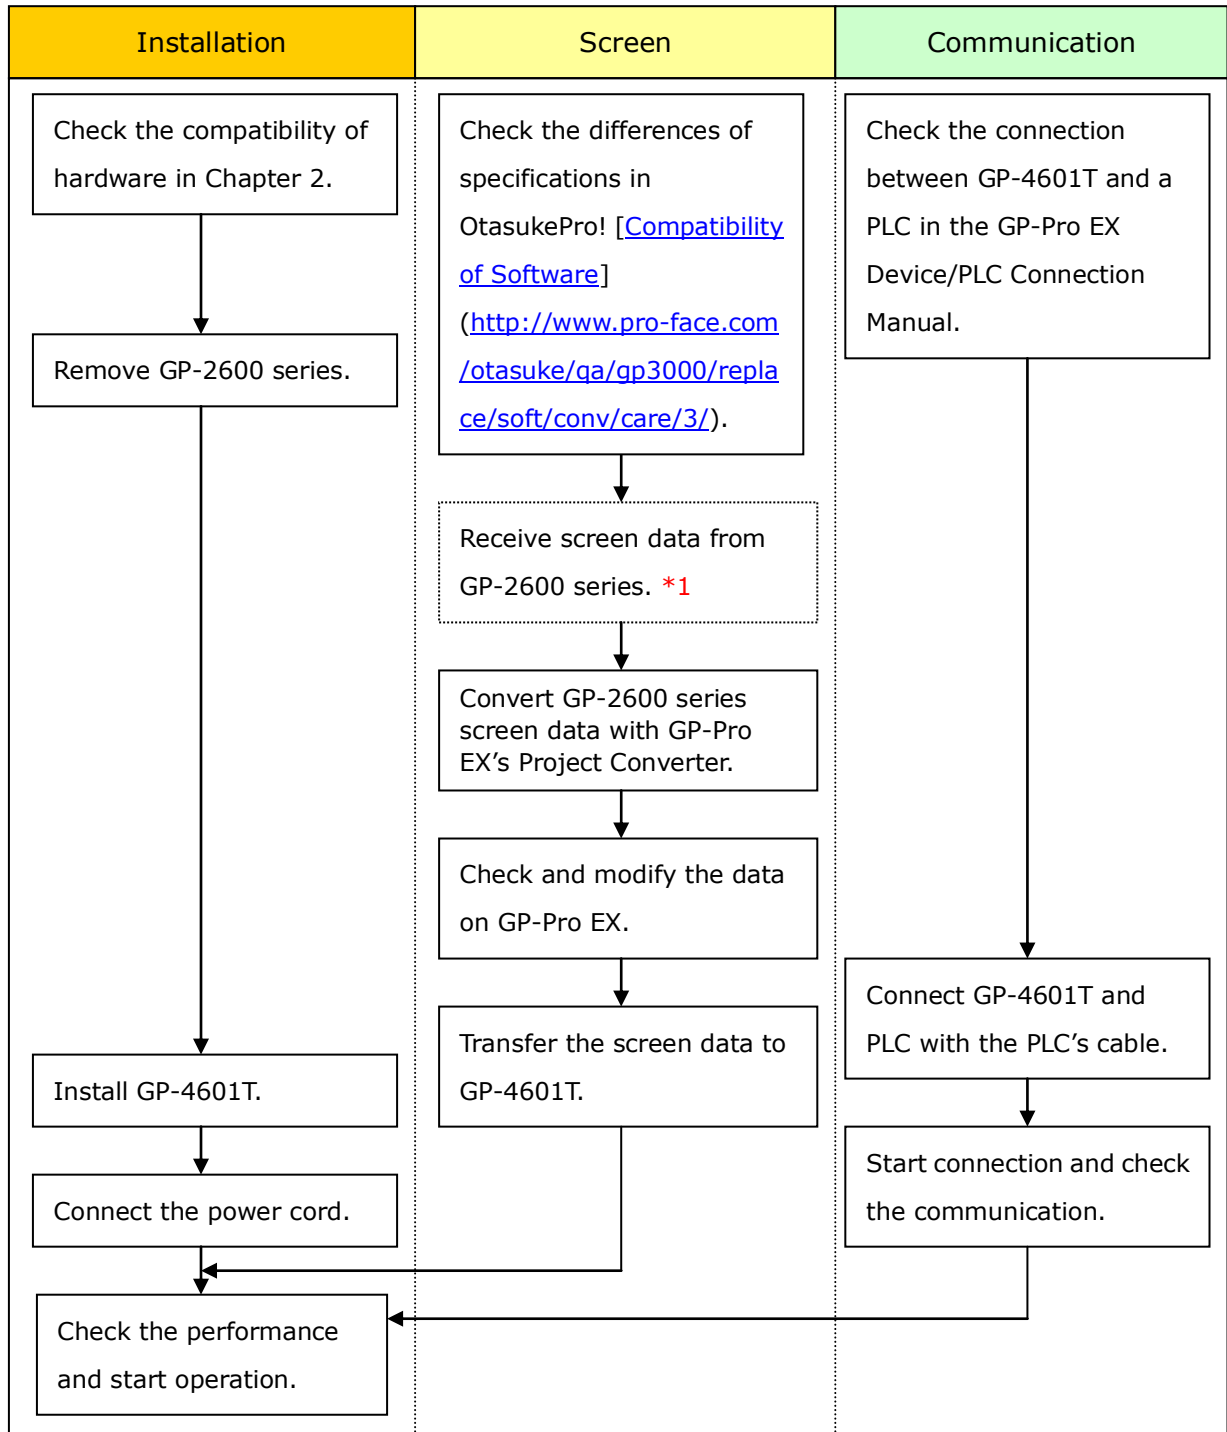 Installation
Screen
Communication
Check the compatibility of
hardware in Chapter 2.
Remove GP-2600 series.
Install GP-4601T.
Connect the power cord.
Check the performance
and start operation.
Check the differences of
specifications in
OtasukePro! [Compatibility
of Software]
(http://www.pro-face.com
/otasuke/qa/gp3000/repla
ce/soft/conv/care/3/).
Receive screen data from
GP-2600 series. *1
Convert GP-2600 series
screen data with GP-Pro
EX’s Project Converter.
Check and modify the data
on GP-Pro EX.
Transfer the screen data to
GP-4601T.
Check the connection
between GP-4601T and a
PLC in the GP-Pro EX
Device/PLC Connection
Manual.
Connect GP-4601T and
PLC with the PLC’s cable.
Start connection and check
the communication.